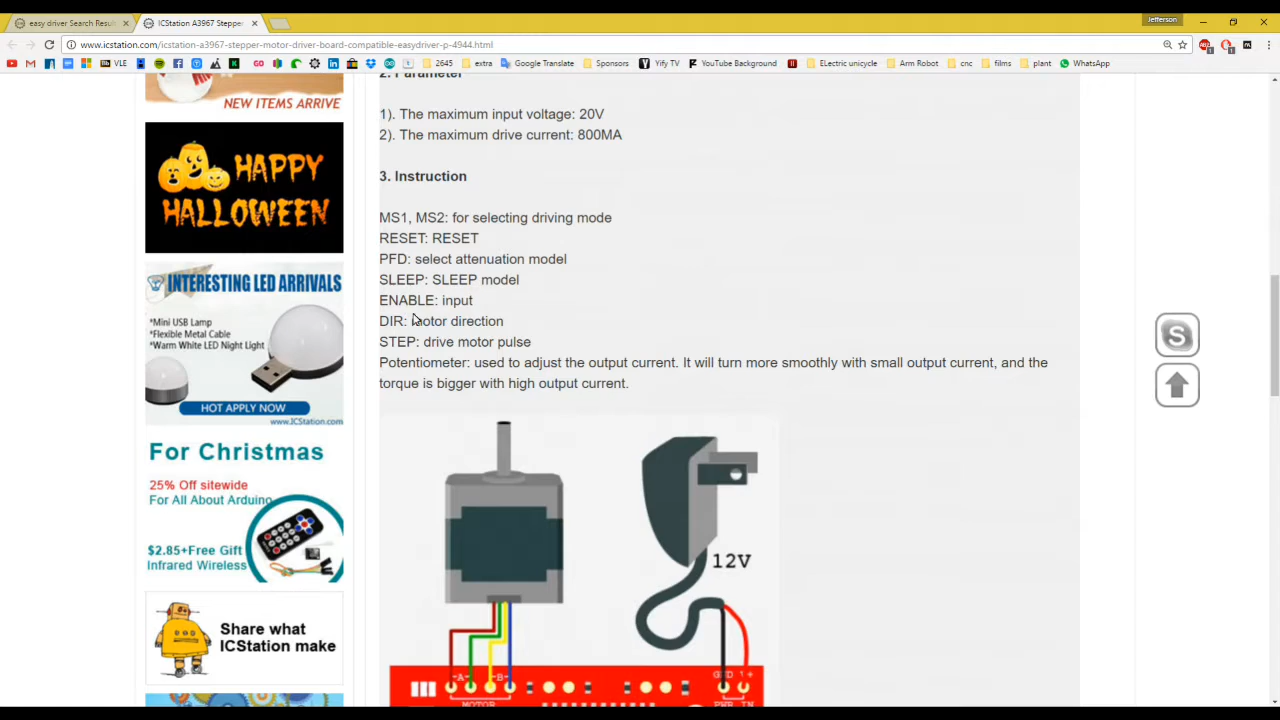 easy driver Search Resul
ICStation A3967 Stepper
Jefferson
www.icstation.com/icstation-a3967-stepper-motor-driver-board-compatible-easydriver-p-4944.html
VLE
2645
extra
Google Translate
Sponsors
Yify TV
YouTube Background
ELectric unicycle
Arm Robot
cnc
films
plant
WhatsApp
NEW ITEMS ARRIVE
HAPPY
HALLOWEEN
INTERESTING LED ARRIVALS
*Mini USB Lamp
*Flexible Metal Cable
*Warm White LED Night Light
HOT APPLY NOW
www.ICStation.com
For Christmas
25% Off sitewide
For All About Arduino
$2.85+Free Gift
Infrared Wireless
Share what
ICStation make
2. Parameter
1). The maximum input voltage: 20V
2). The maximum drive current: 800MA
3. Instruction
MS1, MS2: for selecting driving mode
RESET: RESET
PFD: select attenuation model
SLEEP: SLEEP model
ENABLE: input
DIR: motor direction
STEP: drive motor pulse
Potentiometer: used to adjust the output current. It will turn more smoothly with small output current, and the
torque is bigger with high output current.
12V
-A-
-B-
GND
+
MOTOR
PWR IN